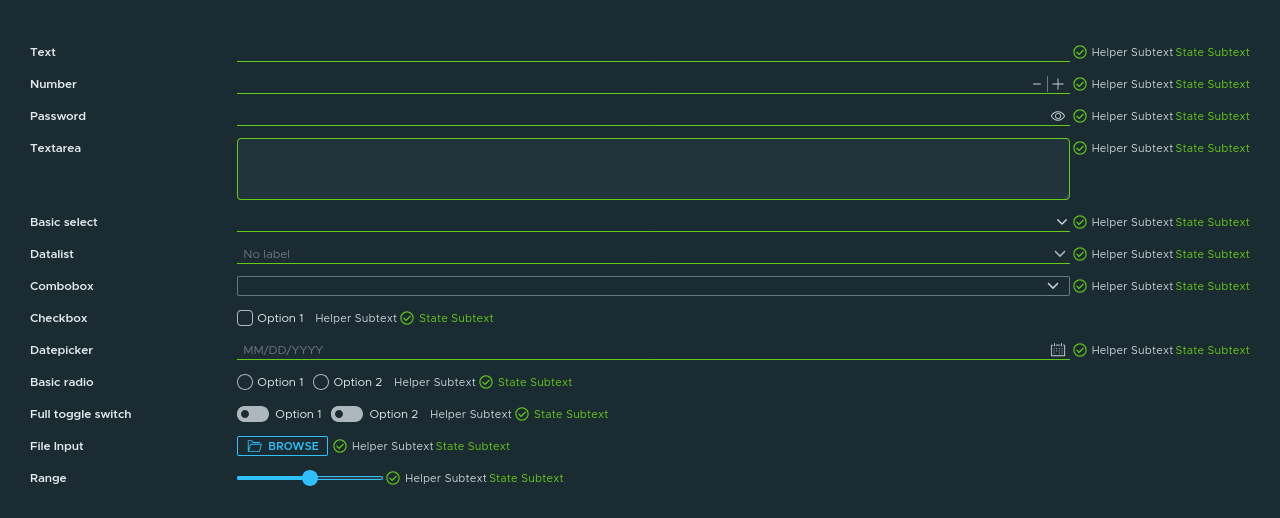 Text Helper Subtext State Subtext
Number Helper Subtext State Subtext
Password Helper Subtext State Subtext
Textarea Helper Subtext State Subtext
Basic select Helper Subtext State Subtext
Datalist No label Helper Subtext State Subtext
Combobox Helper Subtext State Subtext
Checkbox Option 1 Helper Subtext State Subtext
Datepicker MM/DD/YYYY Helper Subtext State Subtext
Basic radio Option 1 Option 2 Helper Subtext State Subtext
Full toggle switch Option 1 Option 2 Helper Subtext State Subtext
File Input BROWSE Helper Subtext State Subtext
Range Helper Subtext State Subtext